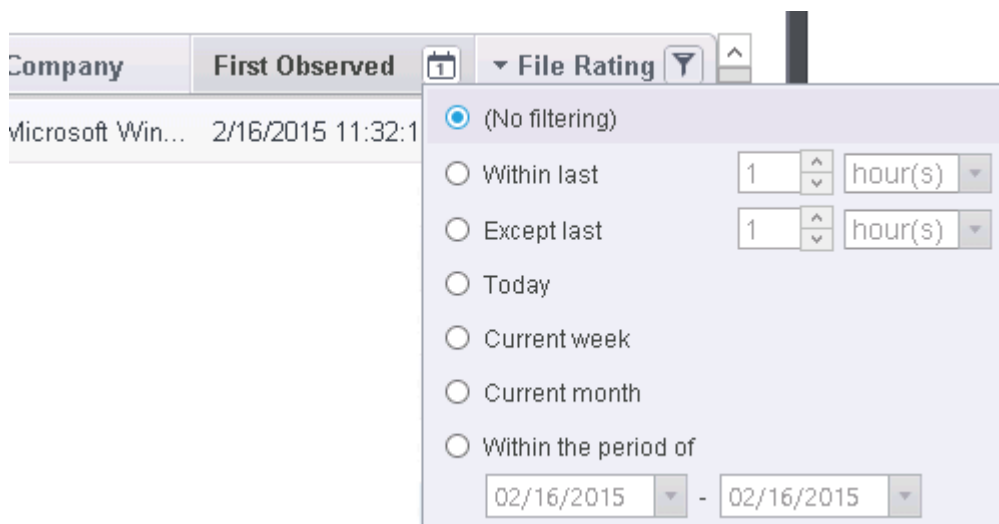 Company First Observed 1 File Rating
Microsoft Win... 2/16/2015 11:32:1
(No filtering)
Within last 1 hour(s)
Except last 1 hour(s)
Today
Current week
Current month
Within the period of
02/16/2015 - 02/16/2015